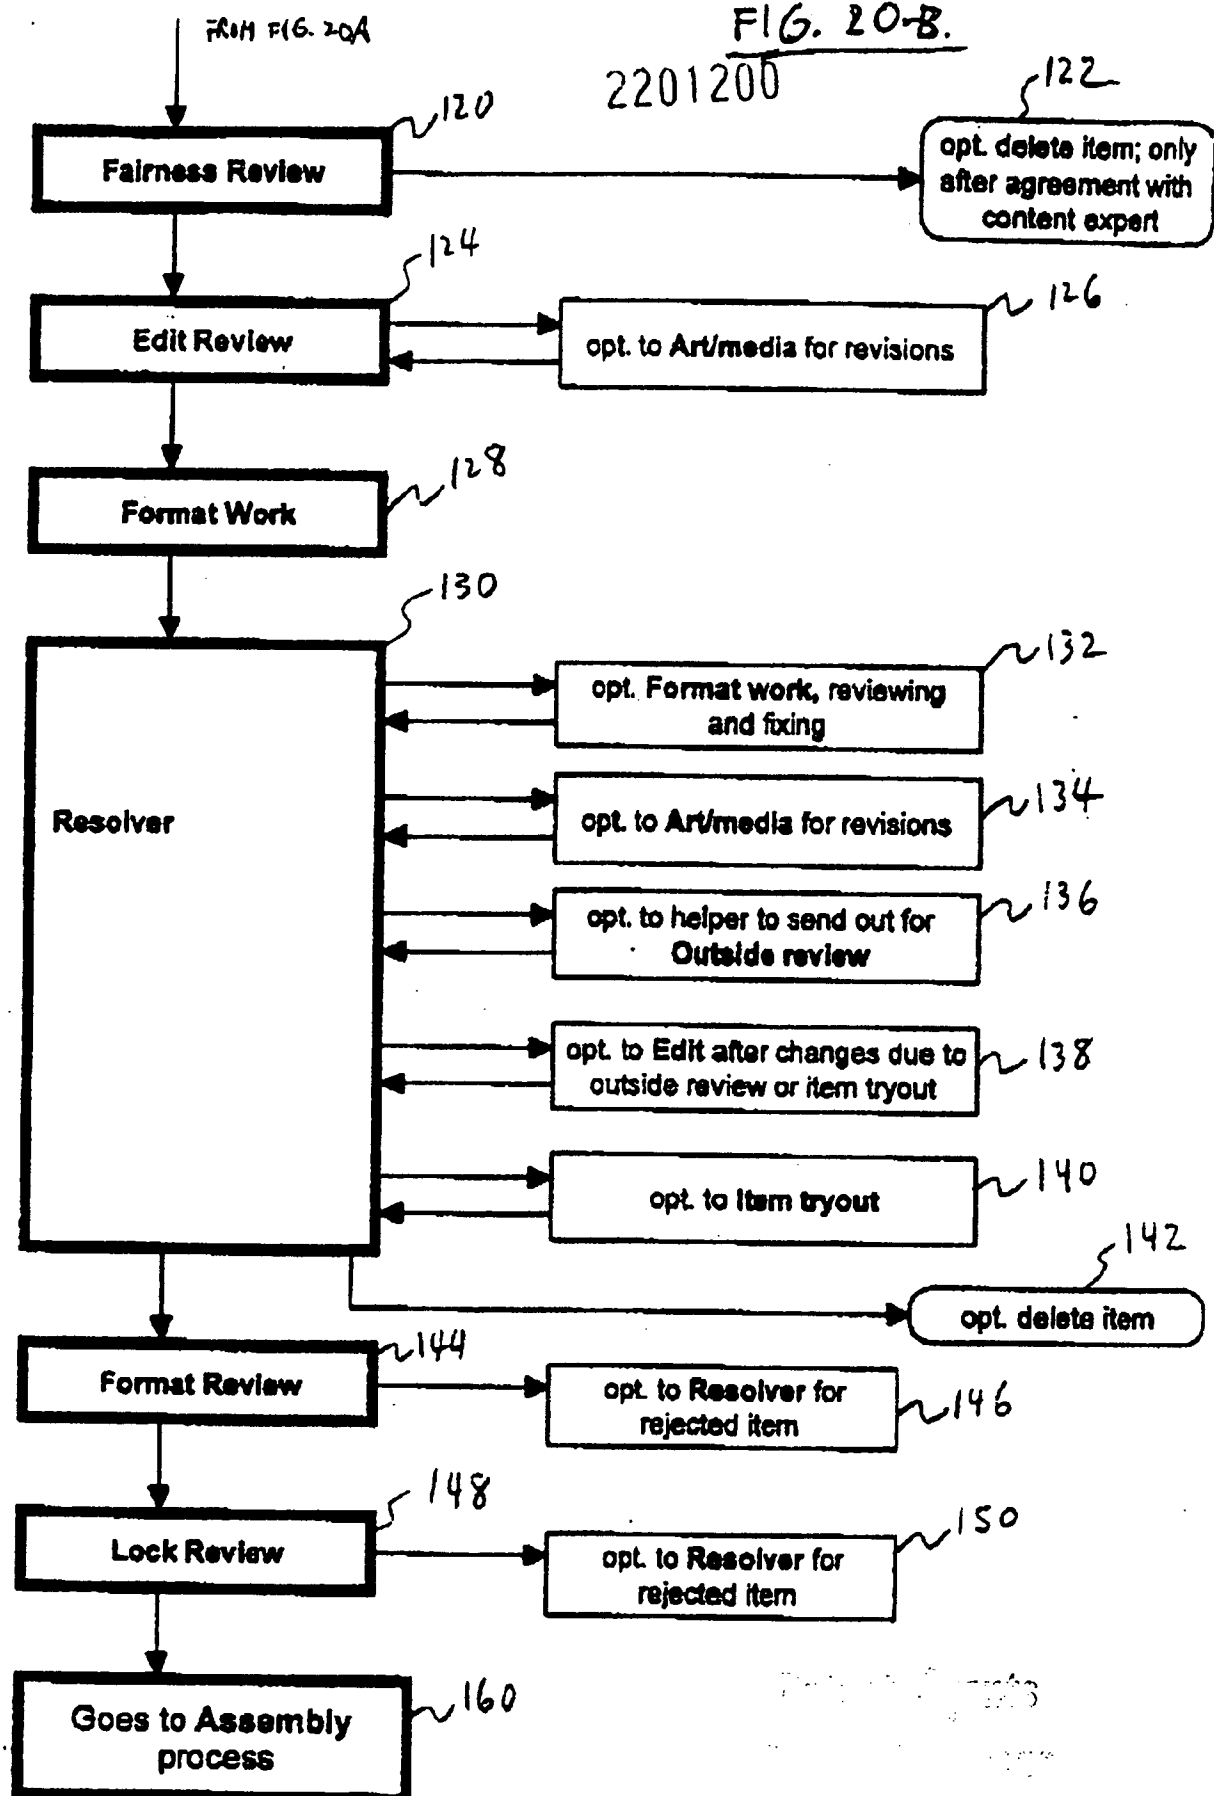 FROM FIG. 20A
FIG. 20-B.
2201200
120
Fairness Review
122
opt. delete item; only
after agreement with
content expert
124
Edit Review
126
opt. to Art/media for revisions
128
Format Work
130
Resolver
132
opt. Format work, reviewing
and fixing
134
opt. to Art/media for revisions
136
opt. to helper to send out for
Outside review
138
opt. to Edit after changes due to
outside review or item tryout
140
opt. to Item tryout
142
opt. delete item
144
Format Review
146
opt. to Resolver for
rejected item
148
Lock Review
150
opt. to Resolver for
rejected item
160
Goes to Assembly
process